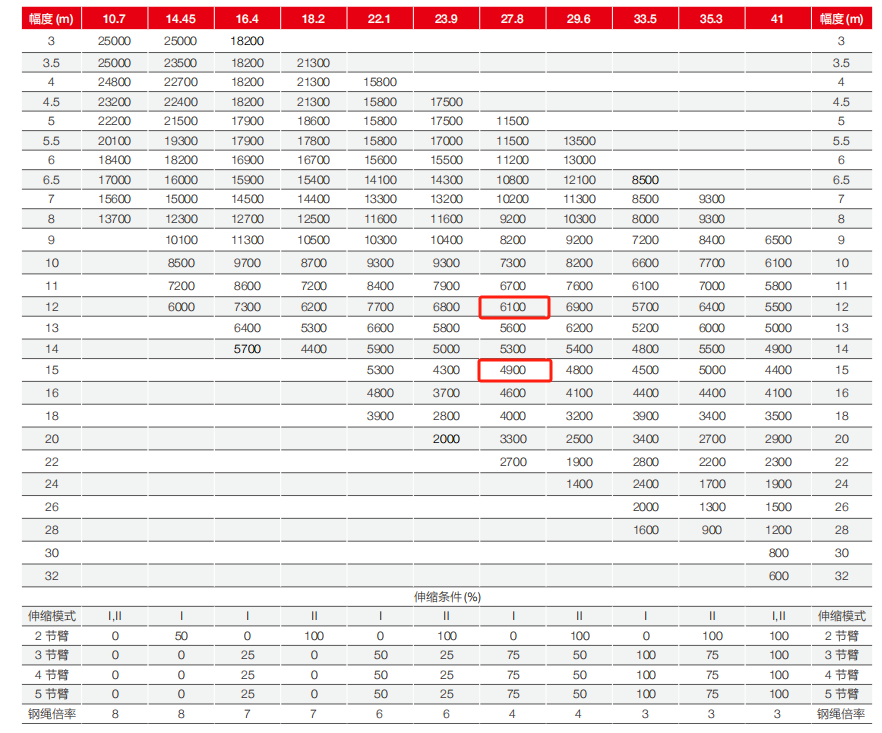 幅度 (m) 10.7 14.45 16.4 18.2 22.1 23.9 27.8 29.6 33.5 35.3 41 幅度 (m)
3 25000 25000 18200 3
3.5 25000 23500 18200 21300 3.5
4 24800 22700 18200 21300 15800 4
4.5 23200 22400 18200 21300 15800 17500 4.5
5 22200 21500 17900 18600 15800 17500 11500 5
5.5 20100 19300 17900 17800 15800 17000 11500 13500 5.5
6 18400 18200 16900 16700 15600 15500 11200 13000 6
6.5 17000 16000 15900 15400 14100 14300 10800 12100 8500 6.5
7 15600 15000 14500 14400 13300 13200 10200 11300 8500 9300 7
8 13700 12300 12700 12500 11600 11600 9200 10300 8000 9300 8
9 10100 11300 10500 10300 10400 8200 9200 7200 8400 6500 9
10 8500 9700 8700 9300 9300 7300 8200 6600 7700 6100 10
11 7200 8600 7200 8400 7900 6700 7600 6100 7000 5800 11
12 6000 7300 6200 7700 6800 6100 6900 5700 6400 5500 12
13 6400 5300 6600 5800 5600 6200 5200 6000 5000 13
14 5700 4400 5900 5000 5300 5400 4800 5500 4900 14
15 5300 4300 4900 4800 4500 5000 4400 15
16 4800 3700 4600 4100 4400 4400 4100 16
18 3900 2800 4000 3200 3900 3400 3500 18
20 2000 3300 2500 3400 2700 2900 20
22 2700 1900 2800 2200 2300 22
24 1400 2400 1700 1900 24
26 2000 1300 1500 26
28 1600 900 1200 28
30 800 30
32 600 32
伸缩条件 (%)
伸缩模式 I,II I I II I II I II I II I,II 伸缩模式
2 节臂 0 50 0 100 0 100 0 100 0 100 100 2 节臂
3 节臂 0 0 25 0 50 25 75 50 100 75 100 3 节臂
4 节臂 0 0 25 0 50 25 75 50 100 75 100 4 节臂
5 节臂 0 0 25 0 50 25 75 50 100 75 100 5 节臂
钢绳倍率 8 8 7 7 6 6 4 4 3 3 3 钢绳倍率